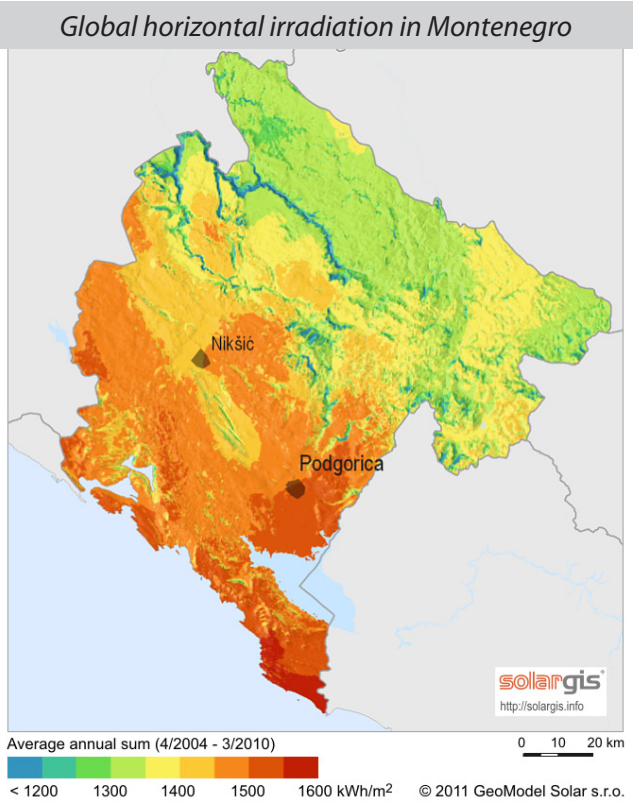 Global horizontal irradiation in Montenegro
Nikšić
Podgorica
solargis
http://solargis.info
Average annual sum (4/2004 - 3/2010)
0 10 20 km
< 1200 1300 1400 1500 1600 kWh/m2
© 2011 GeoModel Solar s.r.o.